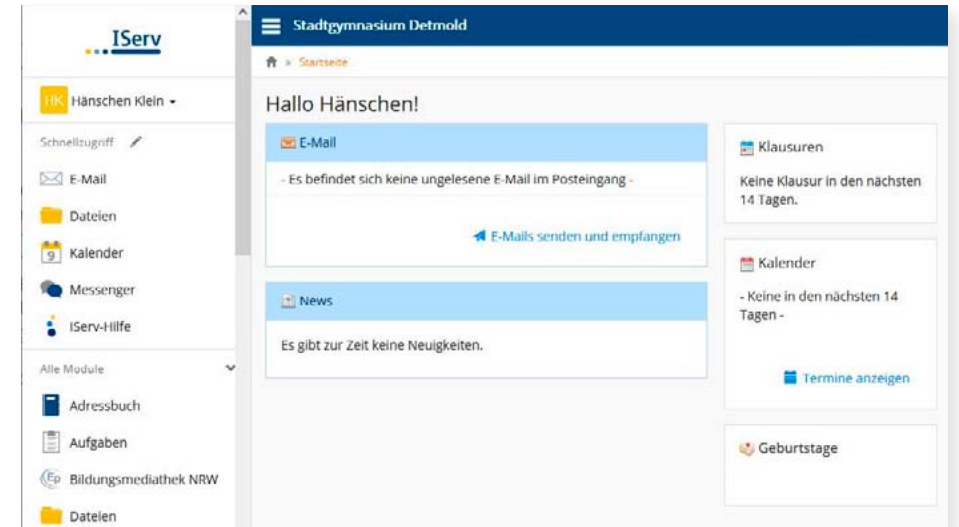 IServ
HK Hänschen Klein
Schnellzugriff
E-Mail
Dateien
9 Kalender
Messenger
IServ-Hilfe
Alle Module
Adressbuch
Aufgaben
Ep Bildungsmediathek NRW
Dateien
Stadtgymnasium Detmold
» Startseite
Hallo Hänschen!
E-Mail
- Es befindet sich keine ungelesene E-Mail im Posteingang -
E-Mails senden und empfangen
News
Es gibt zur Zeit keine Neuigkeiten.
Klausuren
Keine Klausur in den nächsten
14 Tagen.
Kalender
- Keine in den nächsten 14
Tagen -
Termine anzeigen
Geburtstage